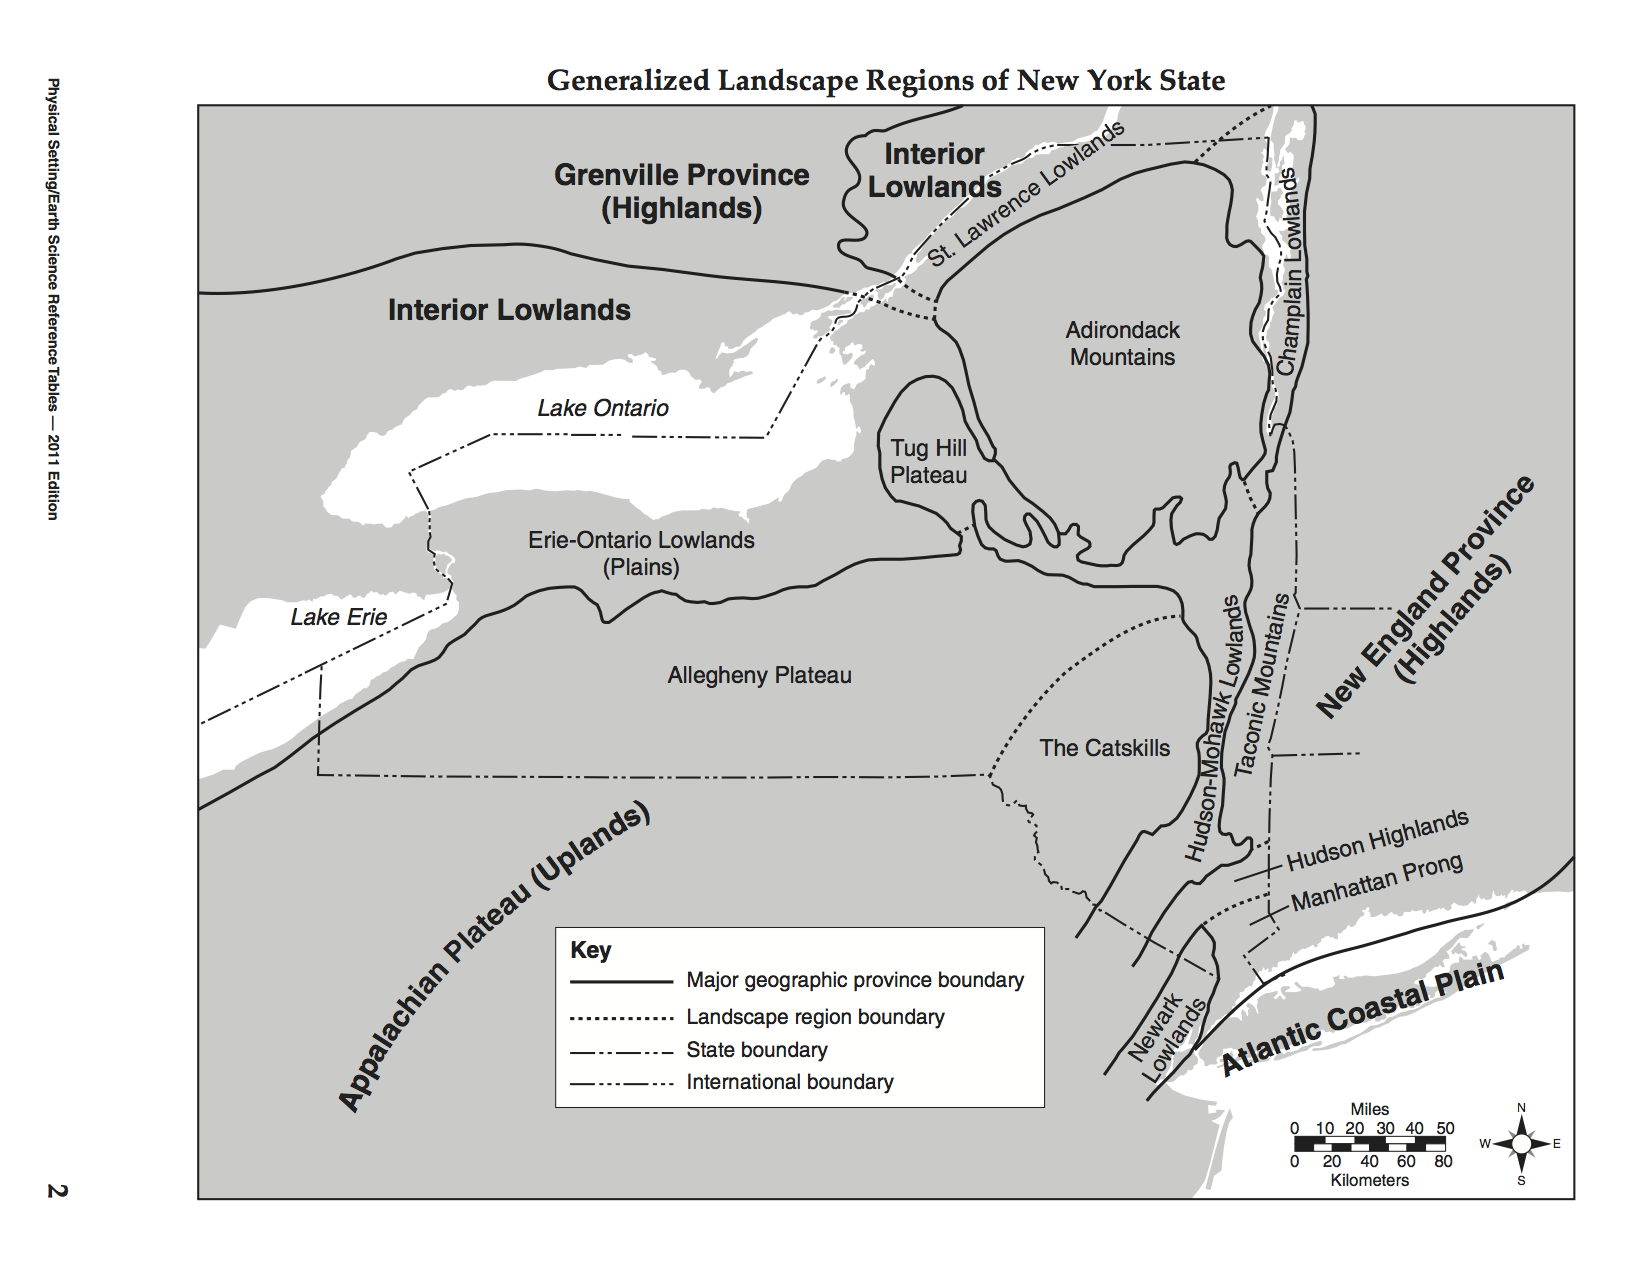 Generalized Landscape Regions of New York State
Physical Setting/Earth Science Reference Tables — 2011 Edition
2
Grenville Province
(Highlands)
Interior
Lowlands
St. Lawrence Lowlands
Champlain Lowlands
Interior Lowlands
Adirondack
Mountains
Lake Ontario
Tug Hill
Plateau
Erie-Ontario Lowlands
(Plains)
Lake Erie
Allegheny Plateau
The Catskills
Hudson-Mohawk Lowlands
Taconic Mountains
New England Province
(Highlands)
Appalachian Plateau (Uplands)
Hudson Highlands
Manhattan Prong
Newark
Lowlands
Atlantic Coastal Plain
Key
Major geographic province boundary
Landscape region boundary
State boundary
International boundary
Miles
0 10 20 30 40 50
0 20 40 60 80
Kilometers
N
W E
S